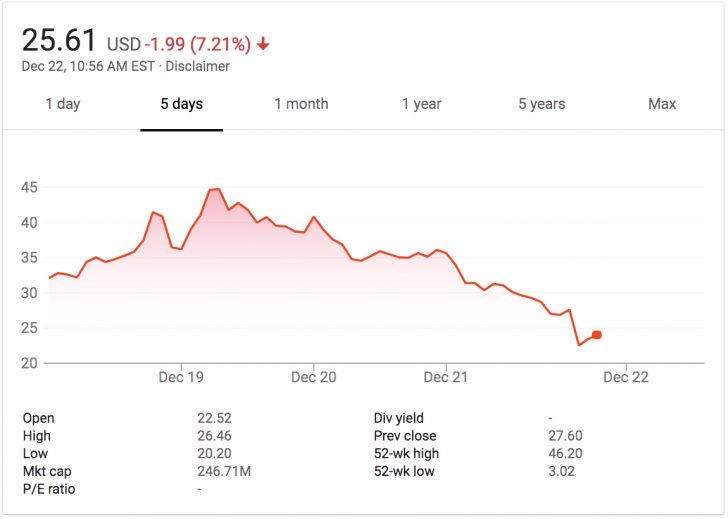 25.61 USD -1.99 (7.21%) ↓
Dec 22, 10:56 AM EST · Disclaimer
1 day 5 days 1 month 1 year 5 years Max
45
40
35
30
25
20
Dec 19 Dec 20 Dec 21 Dec 22
Open 22.52 Div yield -
High 26.46 Prev close 27.60
Low 20.20 52-wk high 46.20
Mkt cap 246.71M 52-wk low 3.02
P/E ratio -